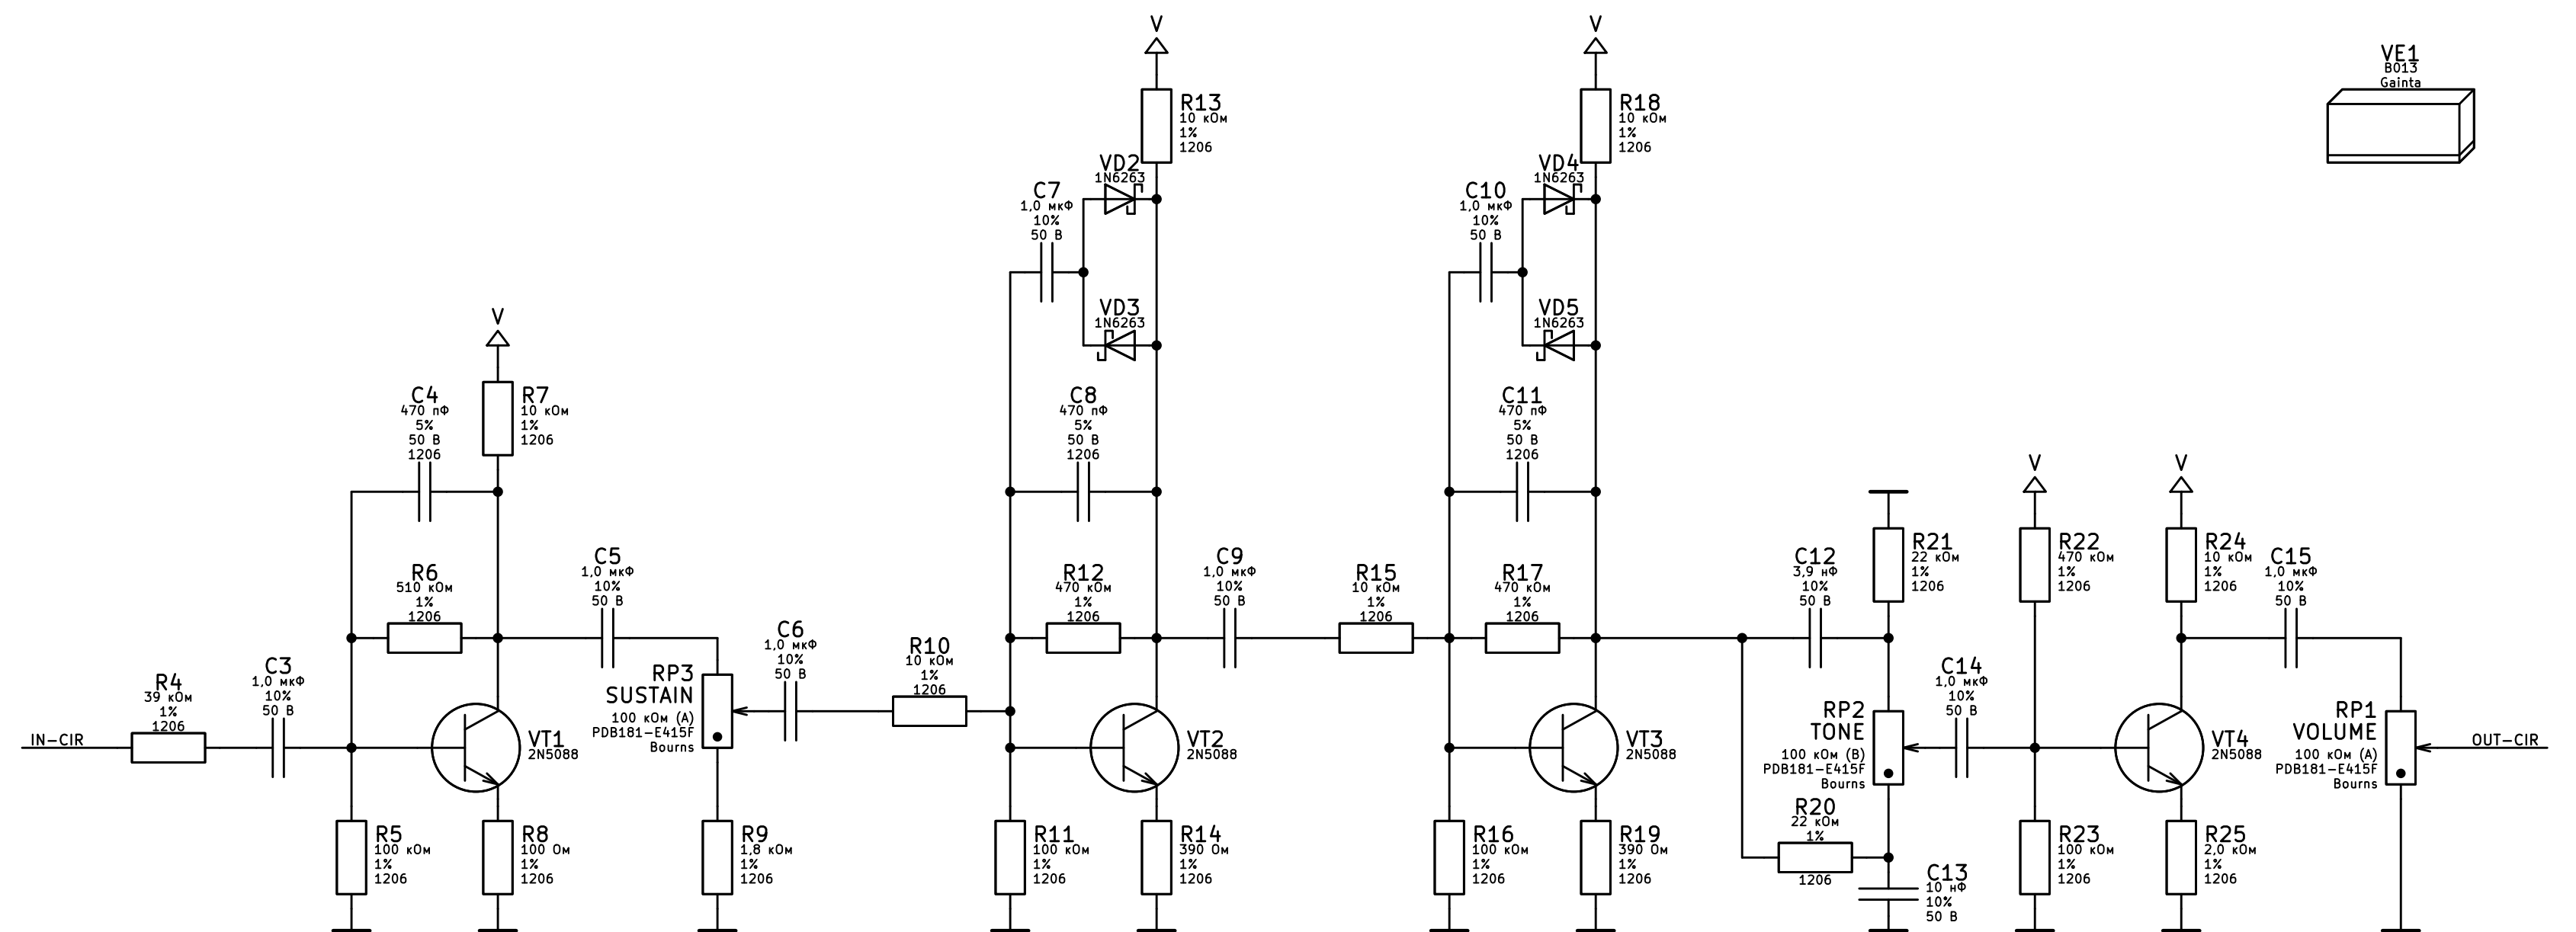 V
V
VE1
B013
Gainta
R13
10 кОм
1%
1206
R18
10 кОм
1%
1206
VD2
1N6263
VD4
1N6263
C7
1,0 мкФ
10%
50 В
C10
1,0 мкФ
10%
50 В
VD3
1N6263
VD5
1N6263
V
C4
470 пФ
5%
50 В
1206
R7
10 кОм
1%
1206
C8
470 пФ
5%
50 В
1206
C11
470 пФ
5%
50 В
1206
V
V
R6
510 кОм
1%
1206
C5
1,0 мкФ
10%
50 В
R12
470 кОм
1%
1206
C9
1,0 мкФ
10%
50 В
R15
10 кОм
1%
1206
R17
470 кОм
1%
1206
C12
3,9 нФ
10%
50 В
R21
22 кОм
1%
1206
R22
470 кОм
1%
1206
R24
10 кОм
1%
1206
C15
1,0 мкФ
10%
50 В
IN-CIR
R4
39 кОм
1%
1206
C3
1,0 мкФ
10%
50 В
VT1
2N5088
RP3
SUSTAIN
100 кОм (A)
PDB181-E415F
Bourns
C6
1,0 мкФ
10%
50 В
R10
10 кОм
1%
1206
VT2
2N5088
VT3
2N5088
RP2
TONE
100 кОм (B)
PDB181-E415F
Bourns
C14
1,0 мкФ
10%
50 В
VT4
2N5088
RP1
VOLUME
100 кОм (A)
PDB181-E415F
Bourns
OUT-CIR
R5
100 кОм
1%
1206
R8
100 Ом
1%
1206
R9
1,8 кОм
1%
1206
R11
100 кОм
1%
1206
R14
390 Ом
1%
1206
R16
100 кОм
1%
1206
R19
390 Ом
1%
1206
R20
22 кОм
1%
1206
C13
10 нФ
10%
50 В
R23
100 кОм
1%
1206
R25
2,0 кОм
1%
1206